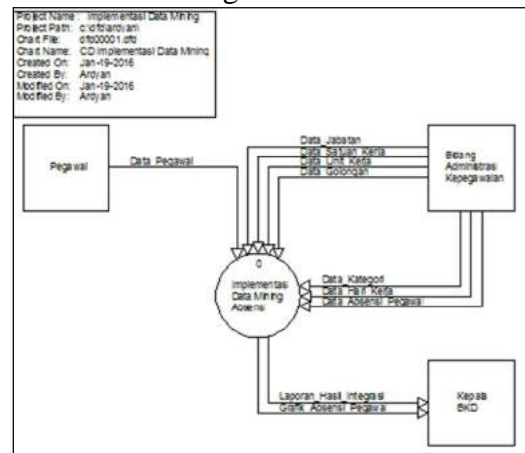 Project Name : Implementasi Data Mining
Project Path: c:\dfd\ardyan\
Chart File: dfd00001.dfd
Chart Name: CD Implementasi Data Mining
Created On: Jan-19-2016
Created By: Ardyan
Modified On: Jan-19-2016
Modified By: Ardyan
Pegawai
Data_Pegawai
Data_Jabatan
Data_Satuan_Kerja
Data_Unit_Kerja
Data_Golongan
Bidang
Administrasi
Kepegawaian
0
Implementasi
Data Mining
Absensi
Data_Kategori
Data_Hari_Kerja
Data_Absensi_Pegawai
Laporan_Hasil_Integrasi
Grafik_Absensi_Pegawai
Kepala
BKD